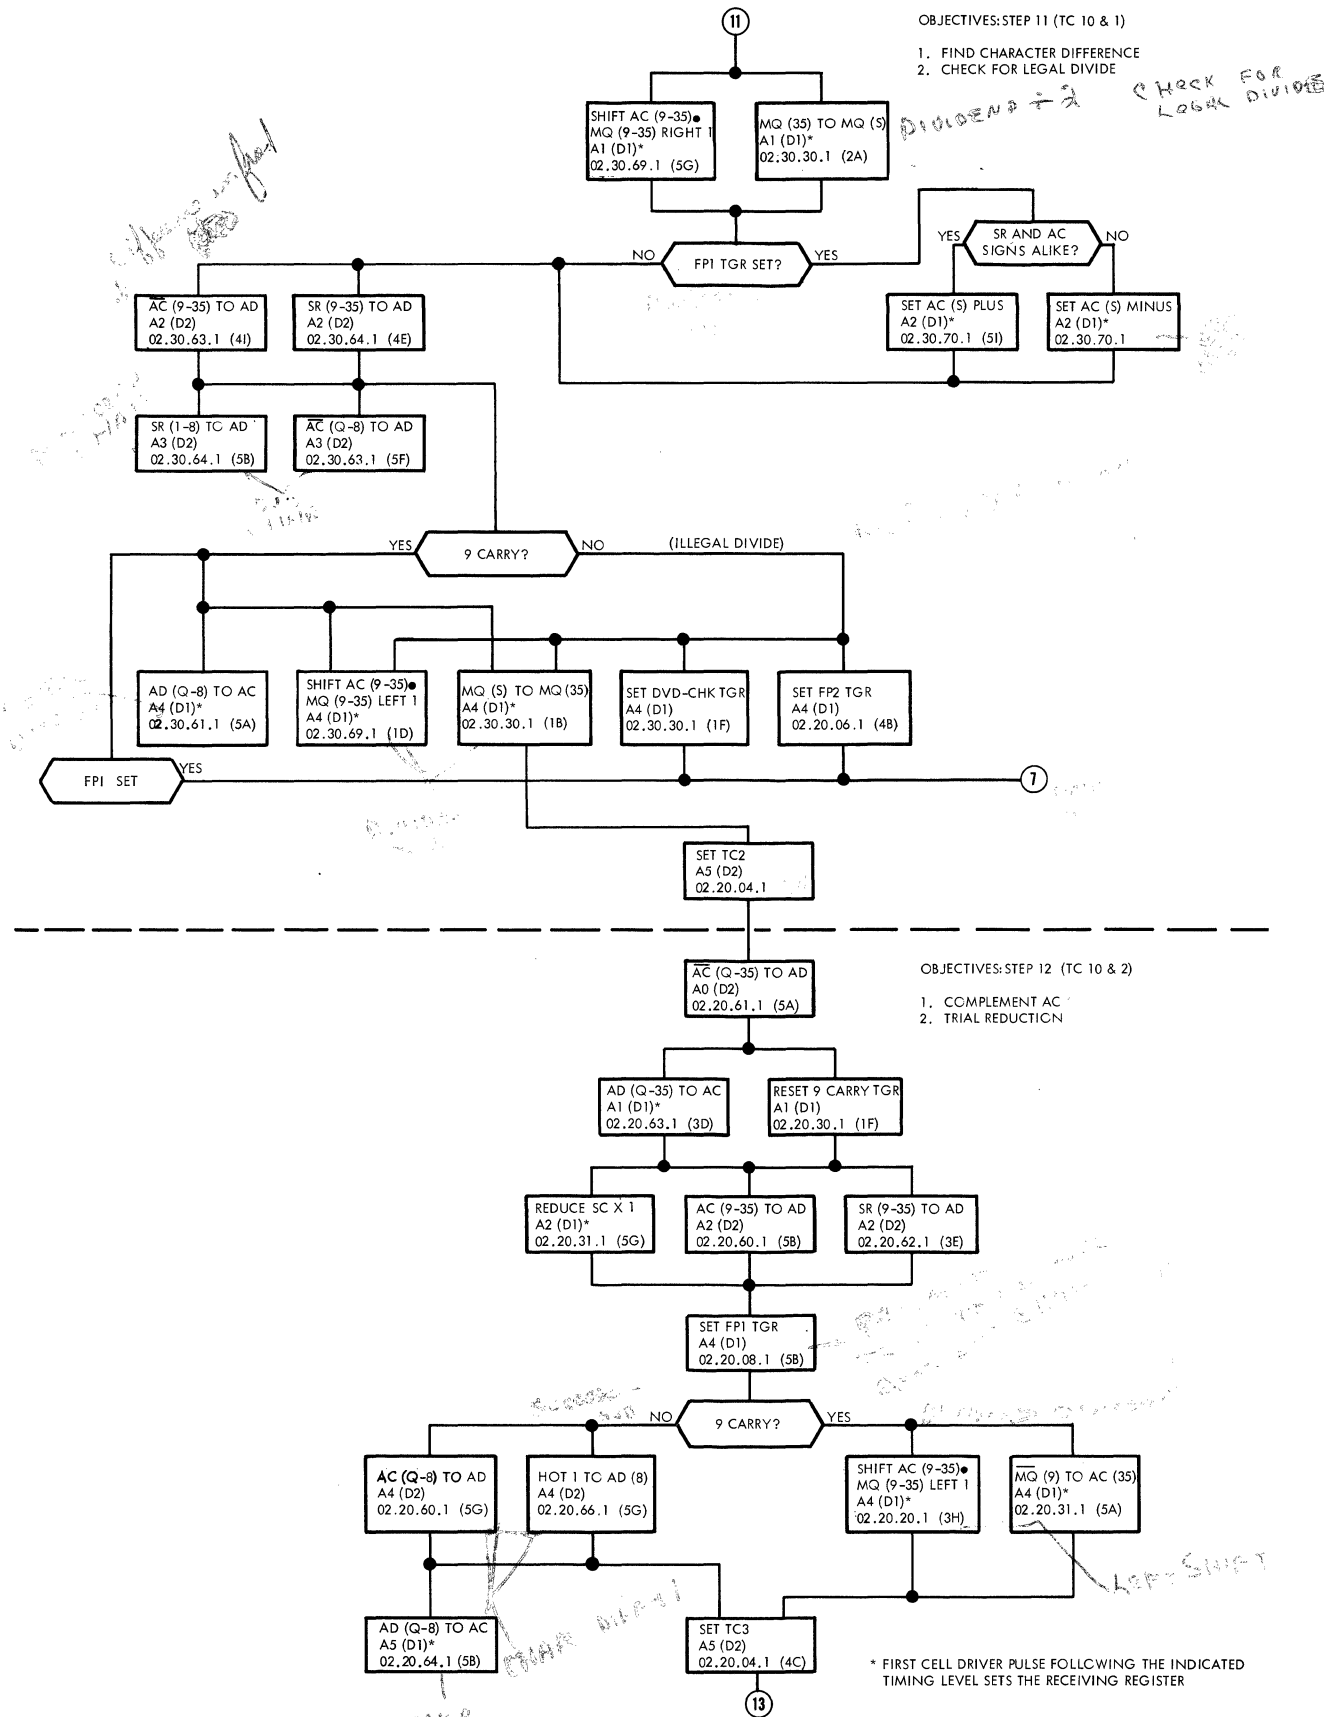 11
OBJECTIVES: STEP 11 (TC 10 & 1)
1. FIND CHARACTER DIFFERENCE
2. CHECK FOR LEGAL DIVIDE
DIVIDEND ÷ 2
CHECK FOR
LEGAL DIVIDE
SHIFT AC (9-35)●
MQ (9-35) RIGHT 1
A1 (D1)*
02.30.69.1 (5G)
MQ (35) TO MQ (S)
A1 (D1)*
02.30.30.1 (2A)
NO
FP1 TGR SET?
YES
YES
SR AND AC
SIGNS ALIKE?
NO
AC (9-35) TO AD
A2 (D2)
02.30.63.1 (4I)
SR (9-35) TO AD
A2 (D2)
02.30.64.1 (4E)
SET AC (S) PLUS
A2 (D1)*
02.30.70.1 (5I)
SET AC (S) MINUS
A2 (D1)*
02.30.70.1
SR (1-8) TO AD
A3 (D2)
02.30.64.1 (5B)
AC (Q-8) TO AD
A3 (D2)
02.30.63.1 (5F)
YES
9 CARRY?
NO
(ILLEGAL DIVIDE)
AD (Q-8) TO AC
A4 (D1)*
02.30.61.1 (5A)
SHIFT AC (9-35)●
MQ (9-35) LEFT 1
A4 (D1)*
02.30.69.1 (1D)
MQ (S) TO MQ (35)
A4 (D1)*
02.30.30.1 (1B)
SET DVD-CHK TGR
A4 (D1)
02.30.30.1 (1F)
SET FP2 TGR
A4 (D1)
02.20.06.1 (4B)
FP1 SET
YES
7
SET TC2
A5 (D2)
02.20.04.1
AC (Q-35) TO AD
A0 (D2)
02.20.61.1 (5A)
OBJECTIVES: STEP 12 (TC 10 & 2)
1. COMPLEMENT AC
2. TRIAL REDUCTION
AD (Q-35) TO AC
A1 (D1)*
02.20.63.1 (3D)
RESET 9 CARRY TGR
A1 (D1)
02.20.30.1 (1F)
REDUCE SC X 1
A2 (D1)*
02.20.31.1 (5G)
AC (9-35) TO AD
A2 (D2)
02.20.60.1 (5B)
SR (9-35) TO AD
A2 (D2)
02.20.62.1 (3E)
SET FP1 TGR
A4 (D1)
02.20.08.1 (5B)
NO
9 CARRY?
YES
AC (Q-8) TO AD
A4 (D2)
02.20.60.1 (5G)
HOT 1 TO AD (8)
A4 (D2)
02.20.66.1 (5G)
SHIFT AC (9-35)●
MQ (9-35) LEFT 1
A4 (D1)*
02.20.20.1 (3H)
MQ (9) TO AC (35)
A4 (D1)*
02.20.31.1 (5A)
LEFT SHIFT
AD (Q-8) TO AC
A5 (D1)*
02.20.64.1 (5B)
SET TC3
A5 (D2)
02.20.04.1 (4C)
13
* FIRST CELL DRIVER PULSE FOLLOWING THE INDICATED
TIMING LEVEL SETS THE RECEIVING REGISTER